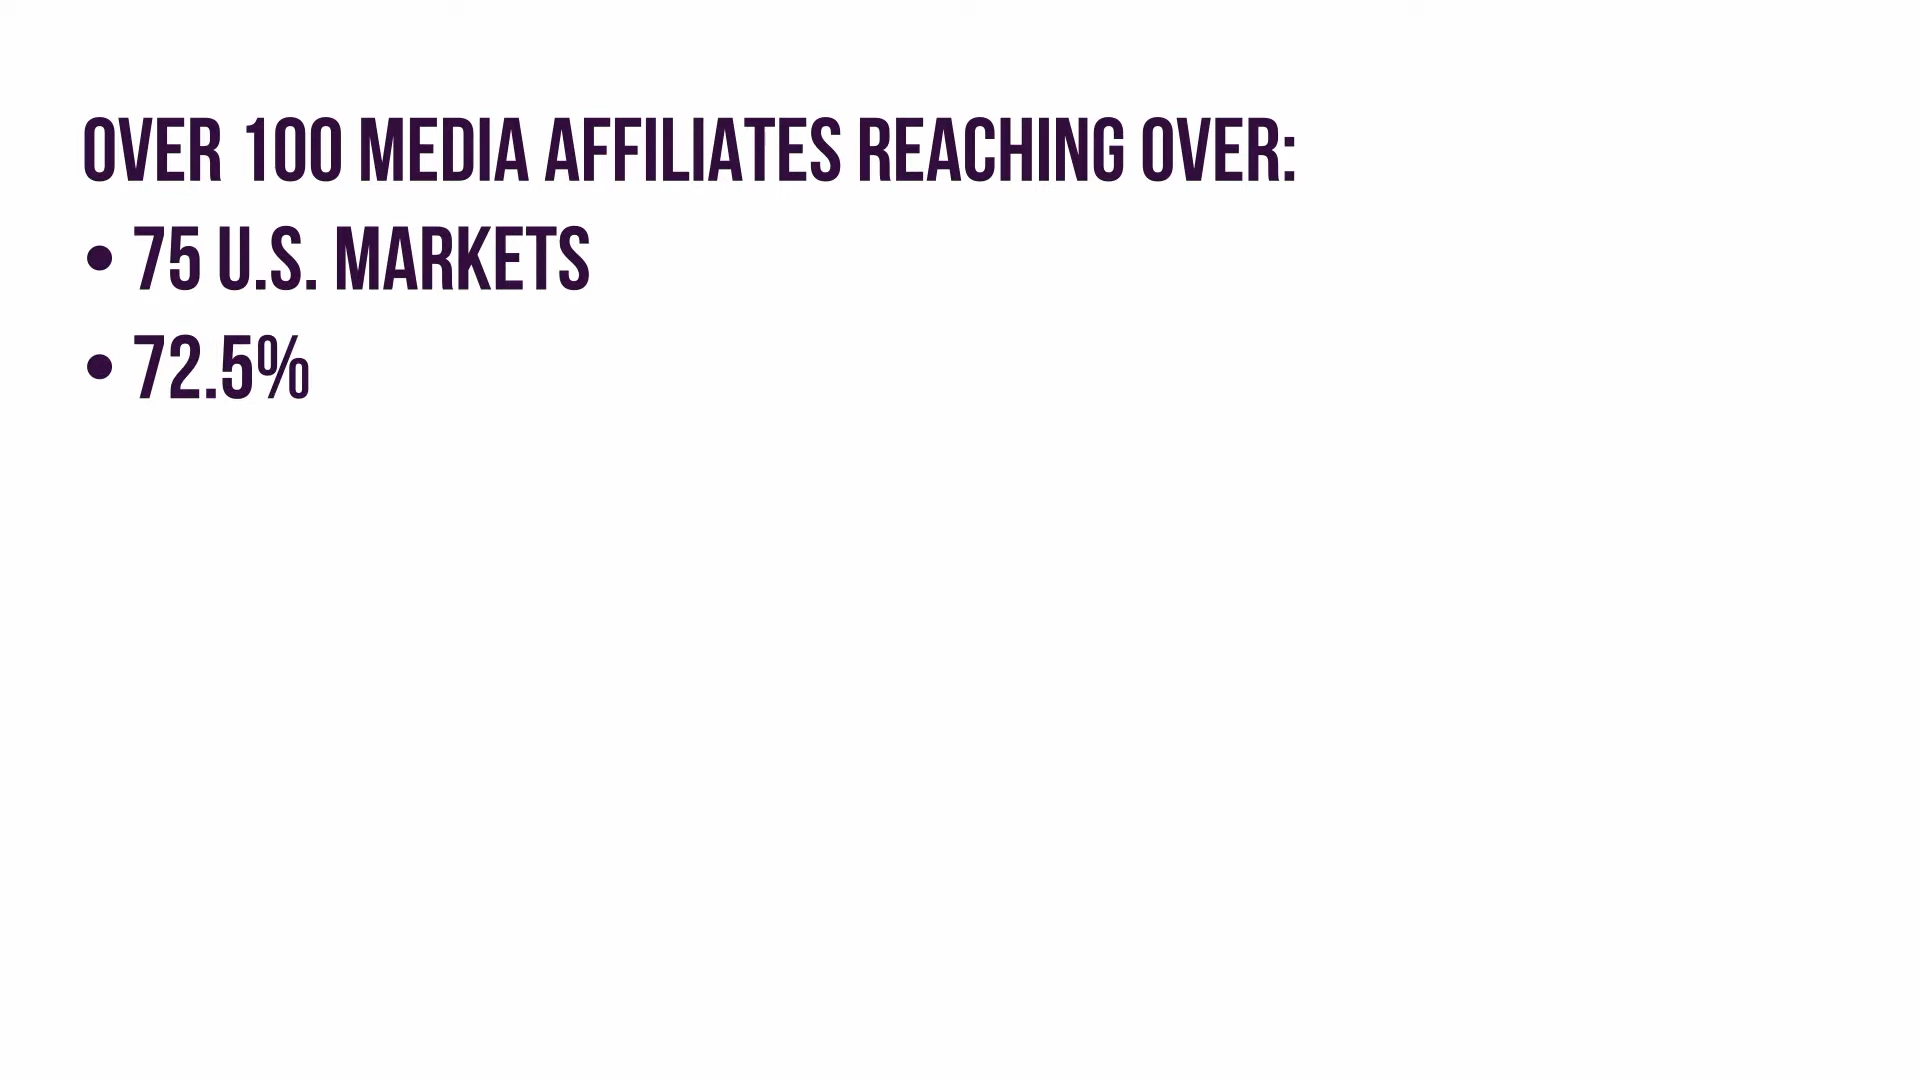 OVER 100 MEDIA AFFILIATES REACHING OVER:
• 75 U.S. MARKETS
• 72.5%